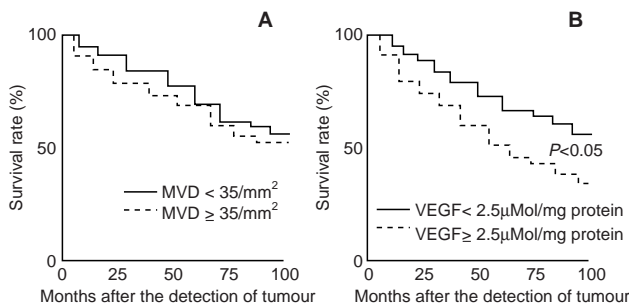 A
Survival rate (%)
100
50
MVD < 35/mm²
MVD ≥ 35/mm²
0 25 50 75 100
Months after the detection of tumour
B
Survival rate (%)
100
50
P<0.05
VEGF< 2.5μMol/mg protein
VEGF≥ 2.5μMol/mg protein
0 25 50 75 100
Months after the detection of tumour